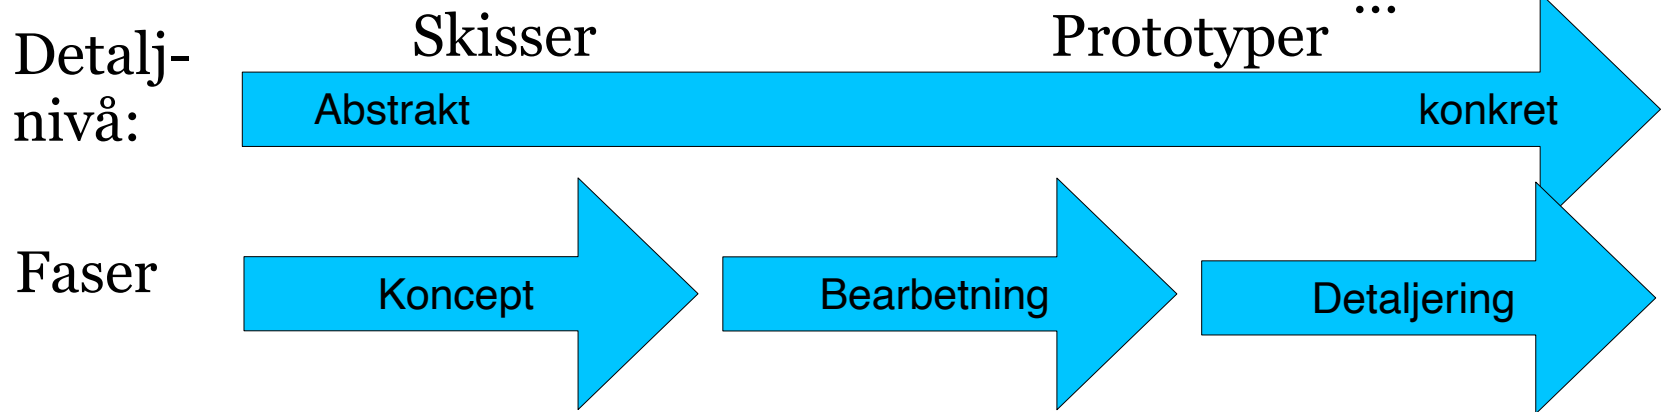 Detalj-
nivå:
Skisser
Prototyper ...
Abstrakt
konkret
Faser
Koncept
Bearbetning
Detaljering